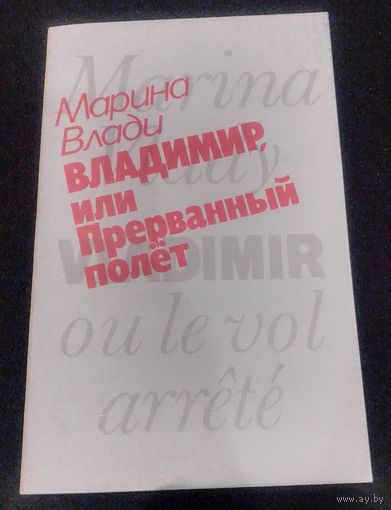 Marina
Vlady
VLADIMIR
ou le vol
arrêté
Марина
Влади
ВЛАДИМИР,
или
Прерванный
полёт
www.ay.by